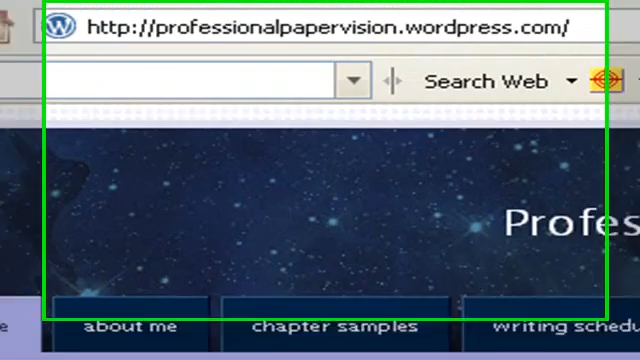 http://professionalpapervision.wordpress.com/
Search Web
Profes
e about me chapter samples writing schedu